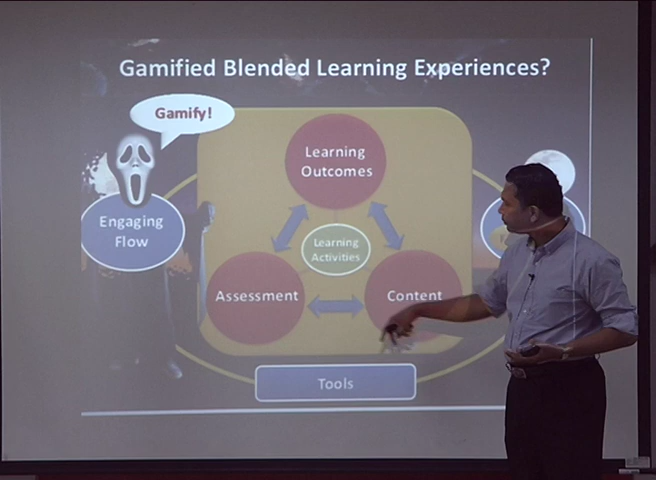 Gamified Blended Learning Experiences?
Gamify!
Learning
Outcomes
Engaging
Flow
Learning
Activities
Assessment
Content
Tools